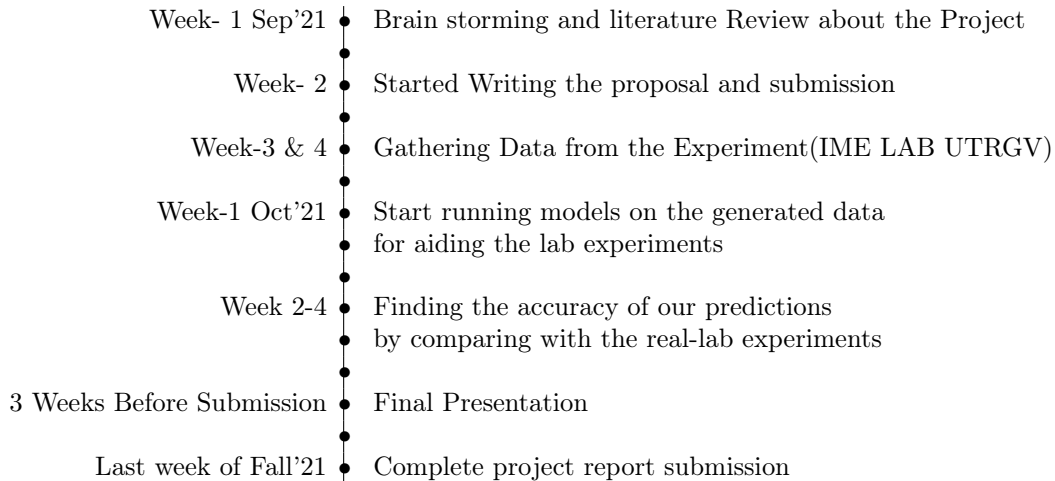 Week- 1 Sep'21 Brain storming and literature Review about the Project
Week- 2 Started Writing the proposal and submission
Week-3 & 4 Gathering Data from the Experiment(IME LAB UTRGV)
Week-1 Oct'21 Start running models on the generated data
for aiding the lab experiments
Week 2-4 Finding the accuracy of our predictions
by comparing with the real-lab experiments
3 Weeks Before Submission Final Presentation
Last week of Fall'21 Complete project report submission